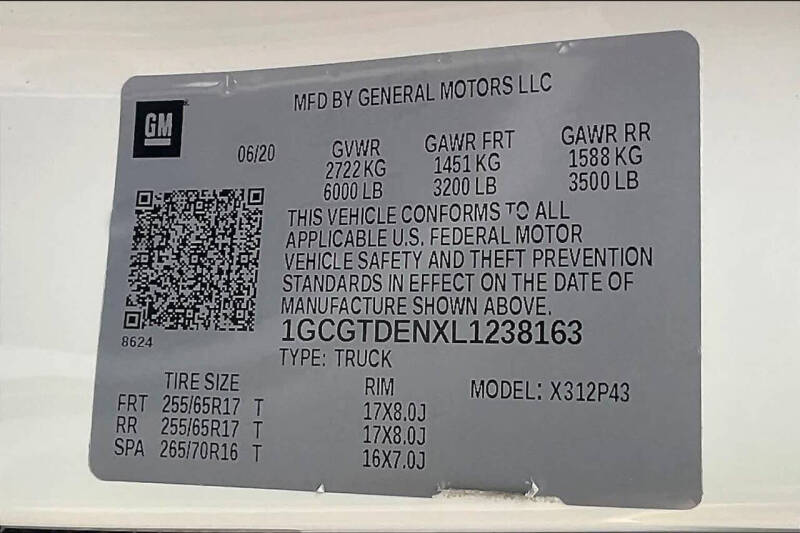 MFD BY GENERAL MOTORS LLC
GM
06/20 GVWR GAWR FRT GAWR RR
2722 KG 1451 KG 1588 KG
6000 LB 3200 LB 3500 LB
THIS VEHICLE CONFORMS TO ALL
APPLICABLE U.S. FEDERAL MOTOR
VEHICLE SAFETY AND THEFT PREVENTION
STANDARDS IN EFFECT ON THE DATE OF
MANUFACTURE SHOWN ABOVE.
8624
1GCGTDENXL1238163
TYPE: TRUCK
TIRE SIZE RIM MODEL: X312P43
FRT 255/65R17 T 17X8.0J
RR 255/65R17 T 17X8.0J
SPA 265/70R16 T 16X7.0J